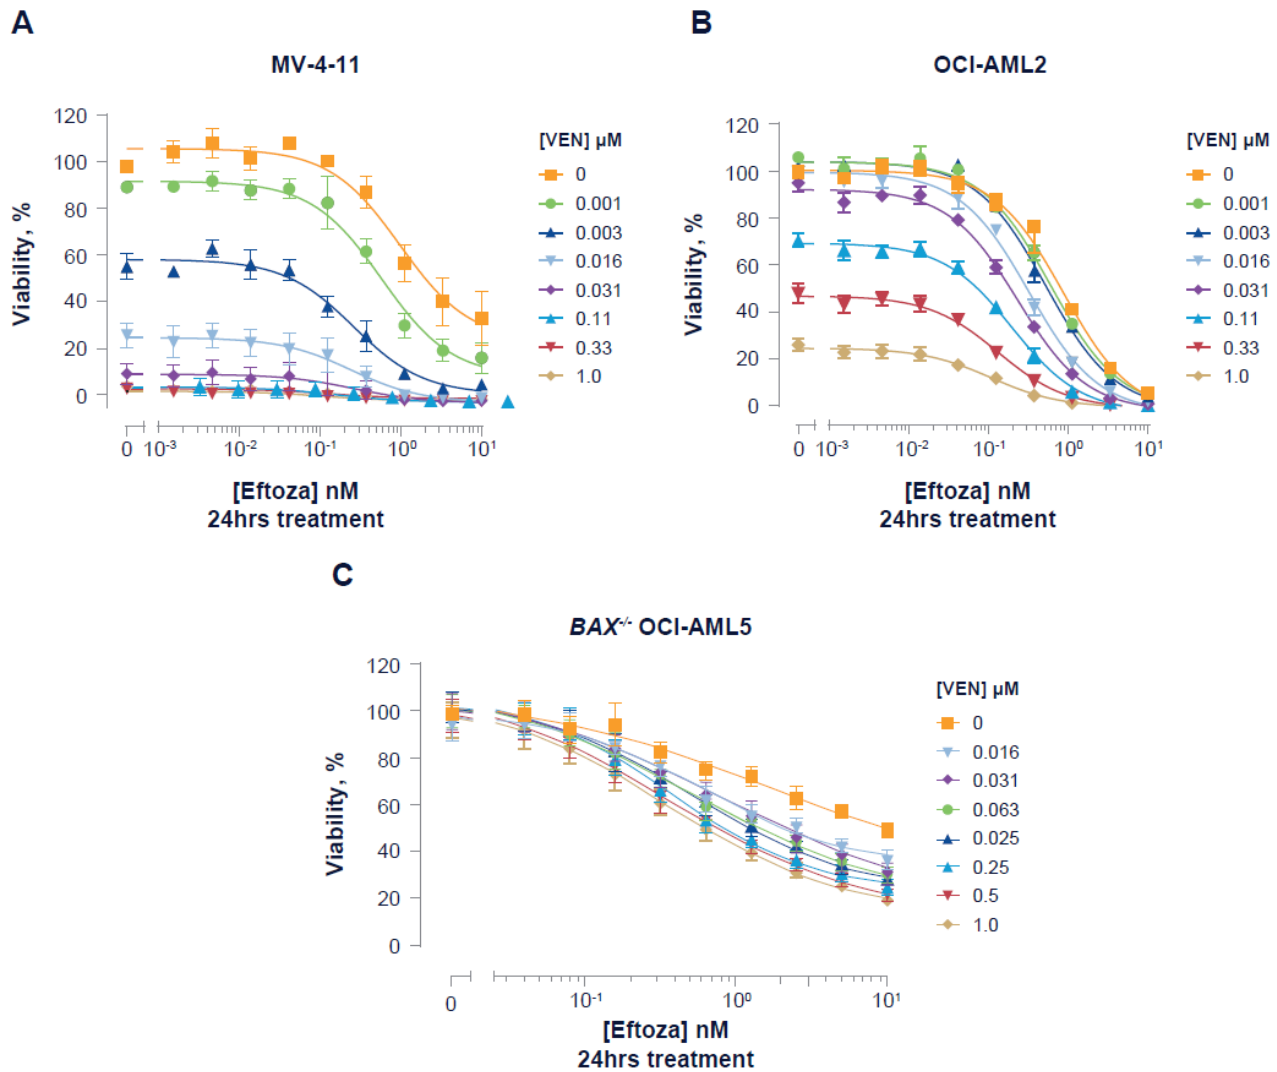 A
MV-4-11
Viability, %
120
100
80
60
40
20
0
0 10-3 10-2 10-1 100 101
[Eftoza] nM
24hrs treatment
[VEN] µM
0
0.001
0.003
0.016
0.031
0.11
0.33
1.0
B
OCI-AML2
Viability, %
120
100
80
60
40
20
0
0 10-3 10-2 10-1 100 101
[Eftoza] nM
24hrs treatment
[VEN] µM
0
0.001
0.003
0.016
0.031
0.11
0.33
1.0
C
BAX-/- OCI-AML5
Viability, %
120
100
80
60
40
20
0
0 10-1 100 101
[Eftoza] nM
24hrs treatment
[VEN] µM
0
0.016
0.031
0.063
0.025
0.25
0.5
1.0